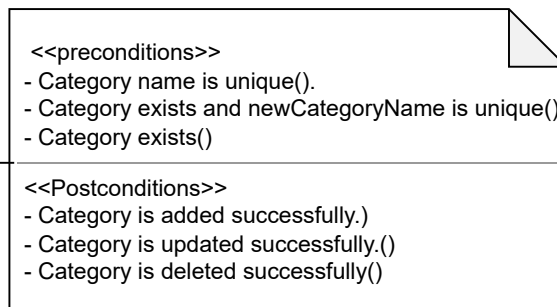 <<preconditions>>
- Category name is unique().
- Category exists and newCategoryName is unique()
- Category exists()
<<Postconditions>>
- Category is added successfully.)
- Category is updated successfully.()
- Category is deleted successfully()